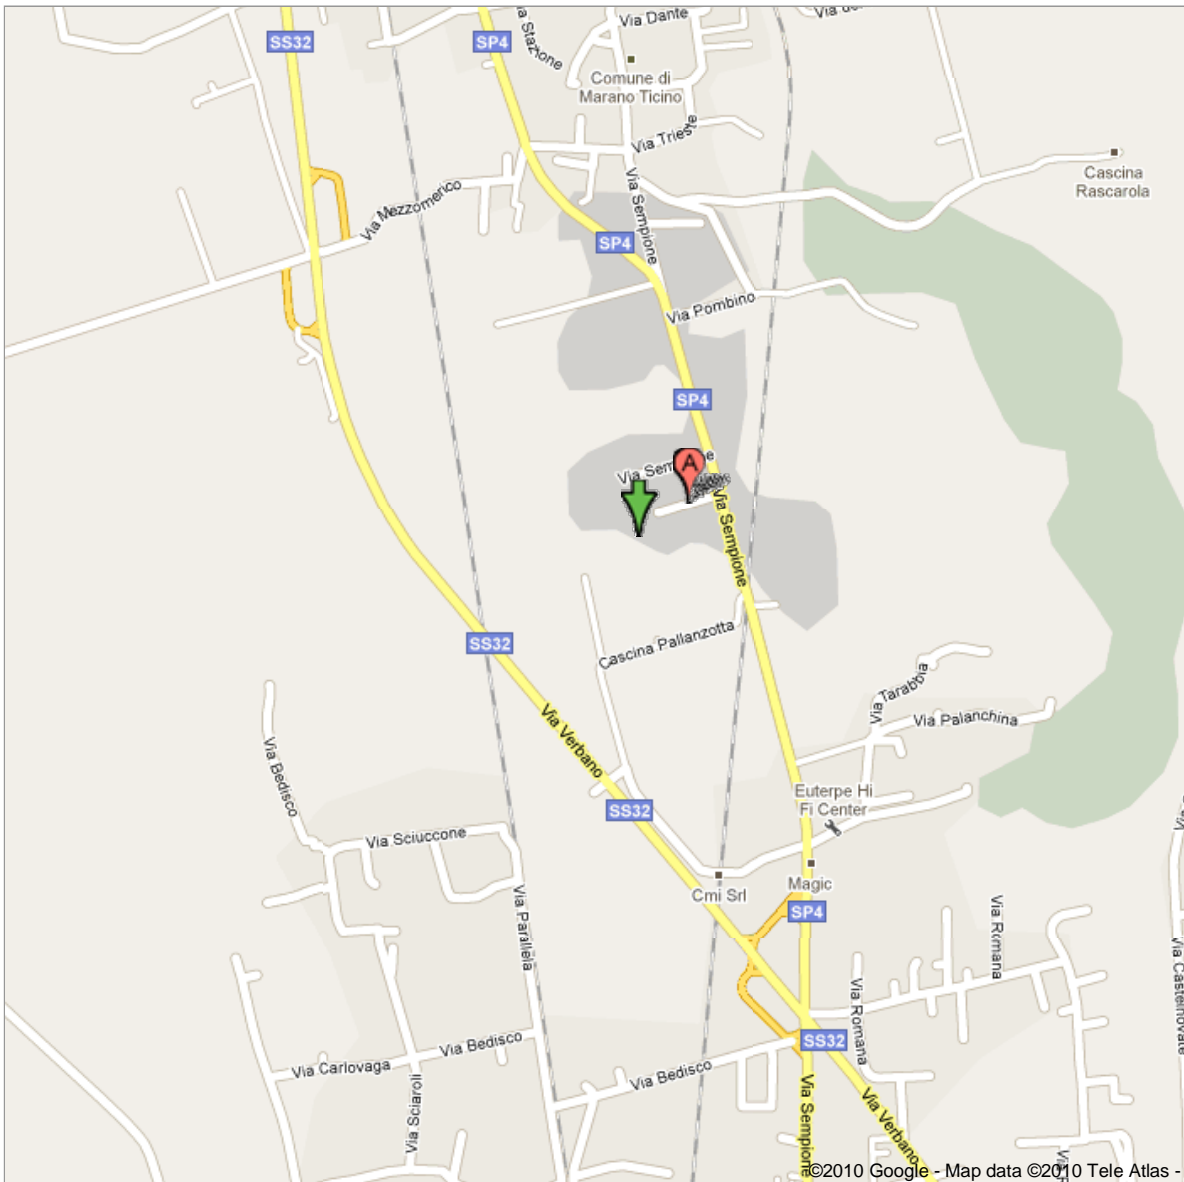 Via Dante
Via Stazione
SS32
SP4
Comune di
Marano Ticino
Via Trieste
Cascina
Rascarola
Via Mezzomerico
Via Sempione
SP4
Via Pombino
SP4
A
Via Sempione
Cascina Pallanzotta
SS32
Via Tarabbia
Via Palanchina
Via Verbano
Via Bedisco
Euterpe Hi
Fi Center
SS32
Via Sciuccone
Magic
Cmi Srl
SP4
Via Parallela
Via Romana
Via Castelnovate
Via Romana
SS32
Via Bedisco
Via Carlovaga
Via Bedisco
Via Sciaroli
Via Sempione
Via Verbano
©2010 Google - Map data ©2010 Tele Atlas -